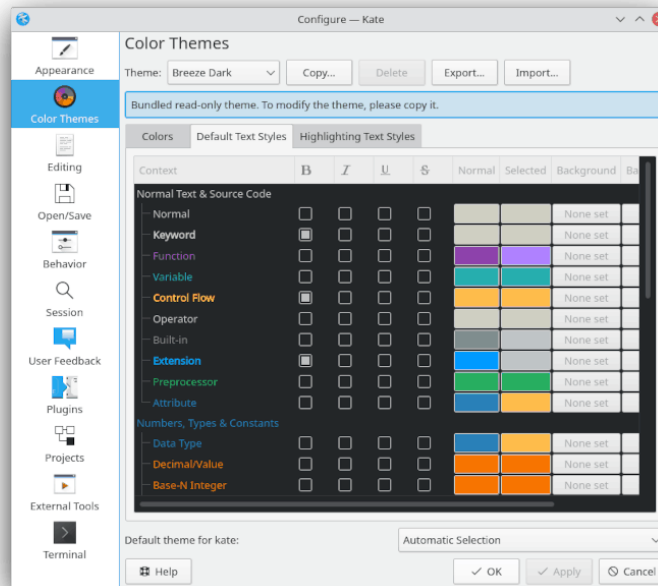 Configure — Kate
Appearance
Color Themes
Editing
Open/Save
Behavior
Session
User Feedback
Plugins
Projects
External Tools
Terminal
Color Themes
Theme: Breeze Dark Copy... Delete Export... Import...
Bundled read-only theme. To modify the theme, please copy it.
Colors Default Text Styles Highlighting Text Styles
Context B I U S Normal Selected Background Ba
Normal Text & Source Code
Normal None set
Keyword None set
Function None set
Variable None set
Control Flow None set
Operator None set
Built-in None set
Extension None set
Preprocessor None set
Attribute None set
Numbers, Types & Constants
Data Type None set
Decimal/Value None set
Base-N Integer None set
Default theme for kate: Automatic Selection
Help OK Apply Cancel